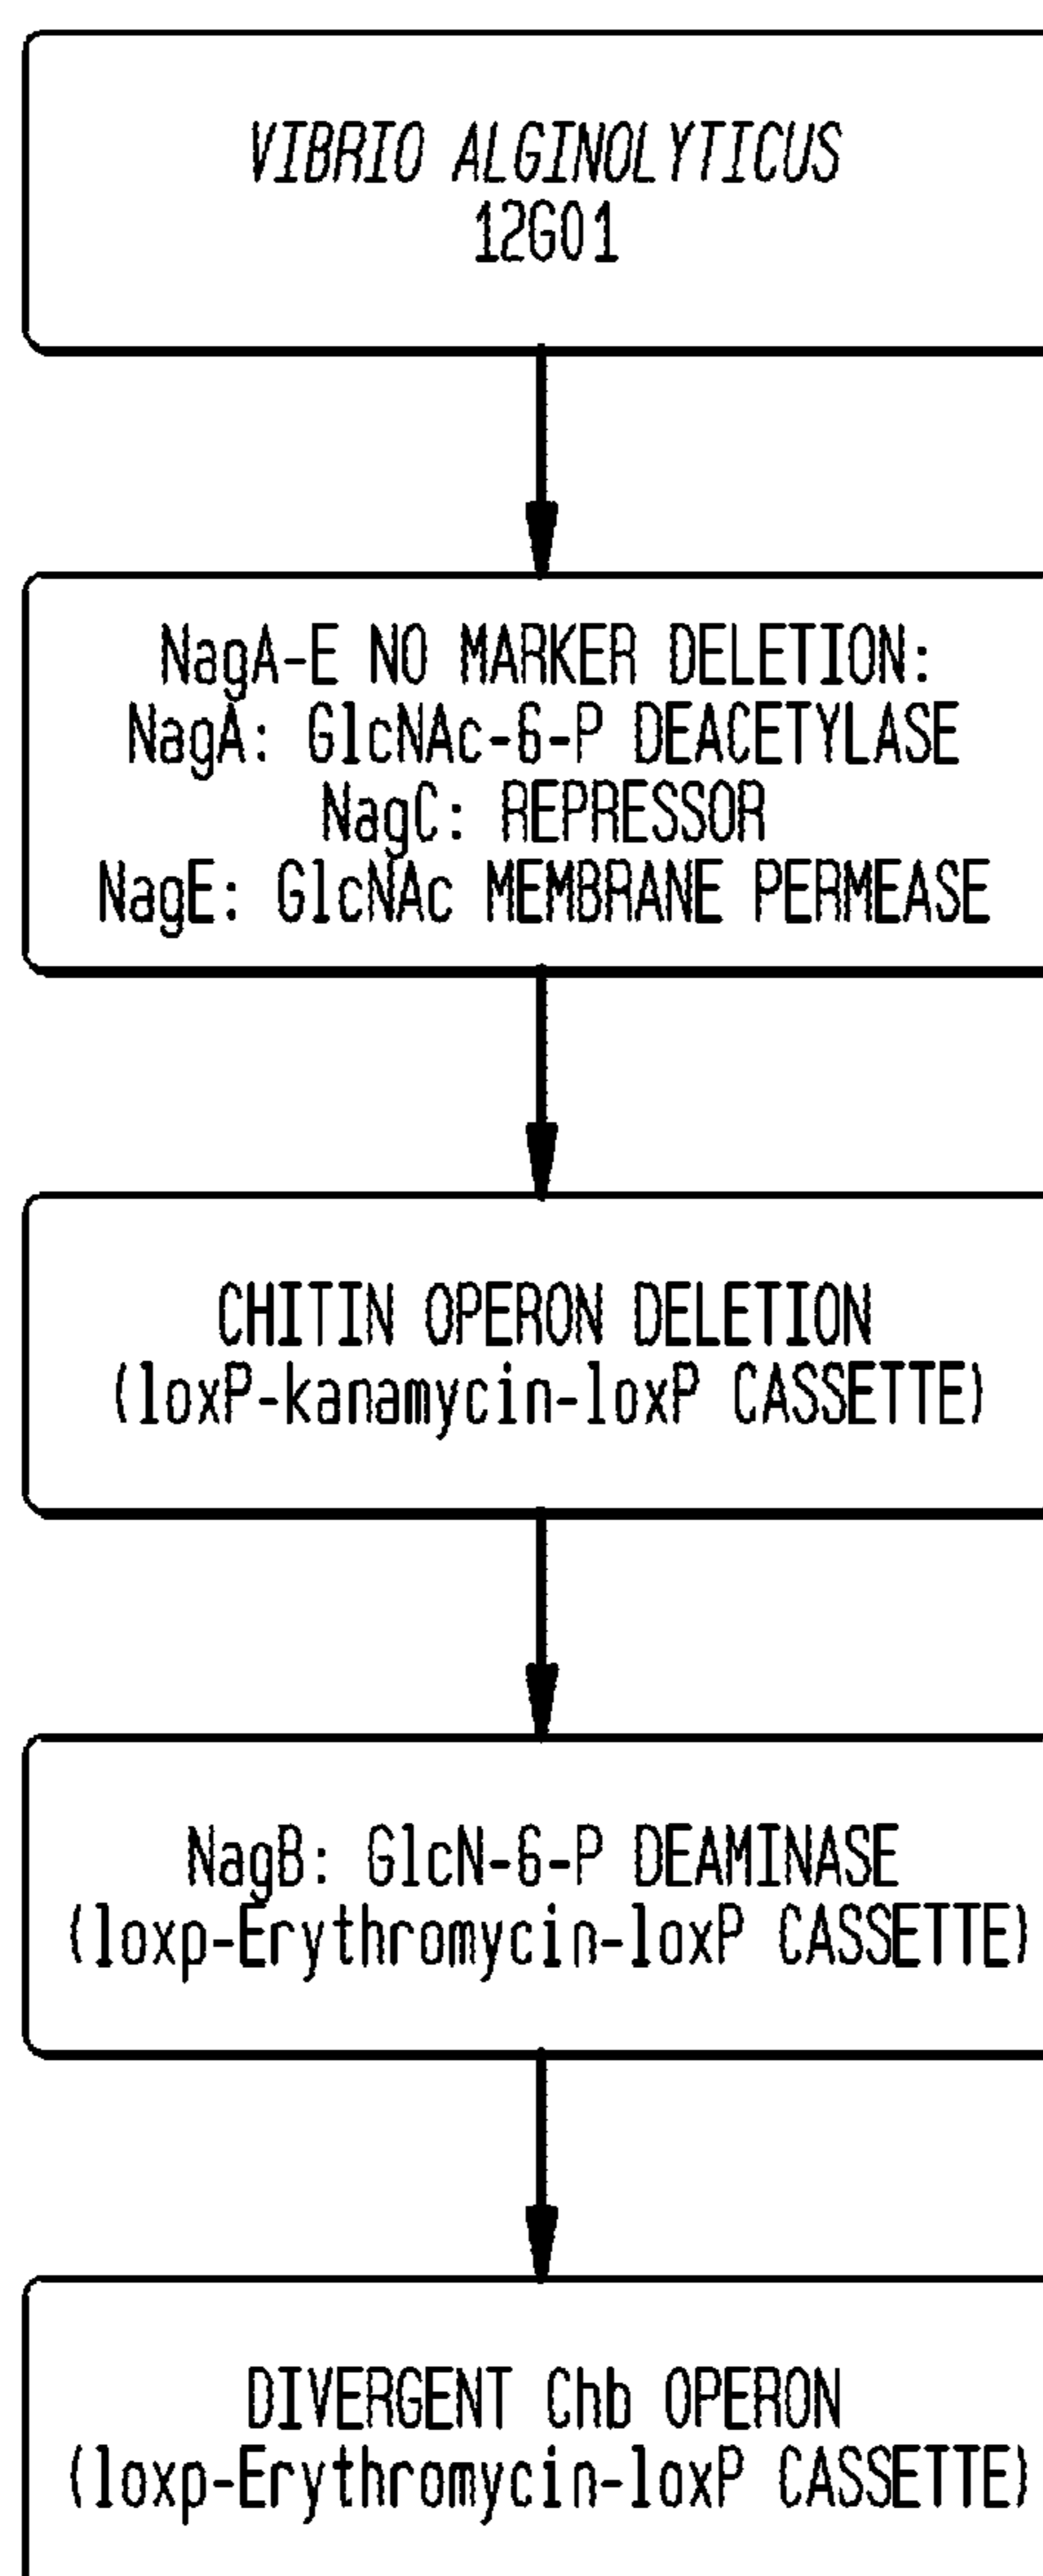 VIBRIO ALGINOLYTICUS
12G01
NagA-E NO MARKER DELETION:
NagA: GlcNAc-6-P DEACETYLASE
NagC: REPRESSOR
NagE: GlcNAc MEMBRANE PERMEASE
CHITIN OPERON DELETION
(loxP-kanamycin-loxP CASSETTE)
NagB: GlcN-6-P DEAMINASE
(loxp-Erythromycin-loxP CASSETTE)
DIVERGENT Chb OPERON
(loxp-Erythromycin-loxP CASSETTE)